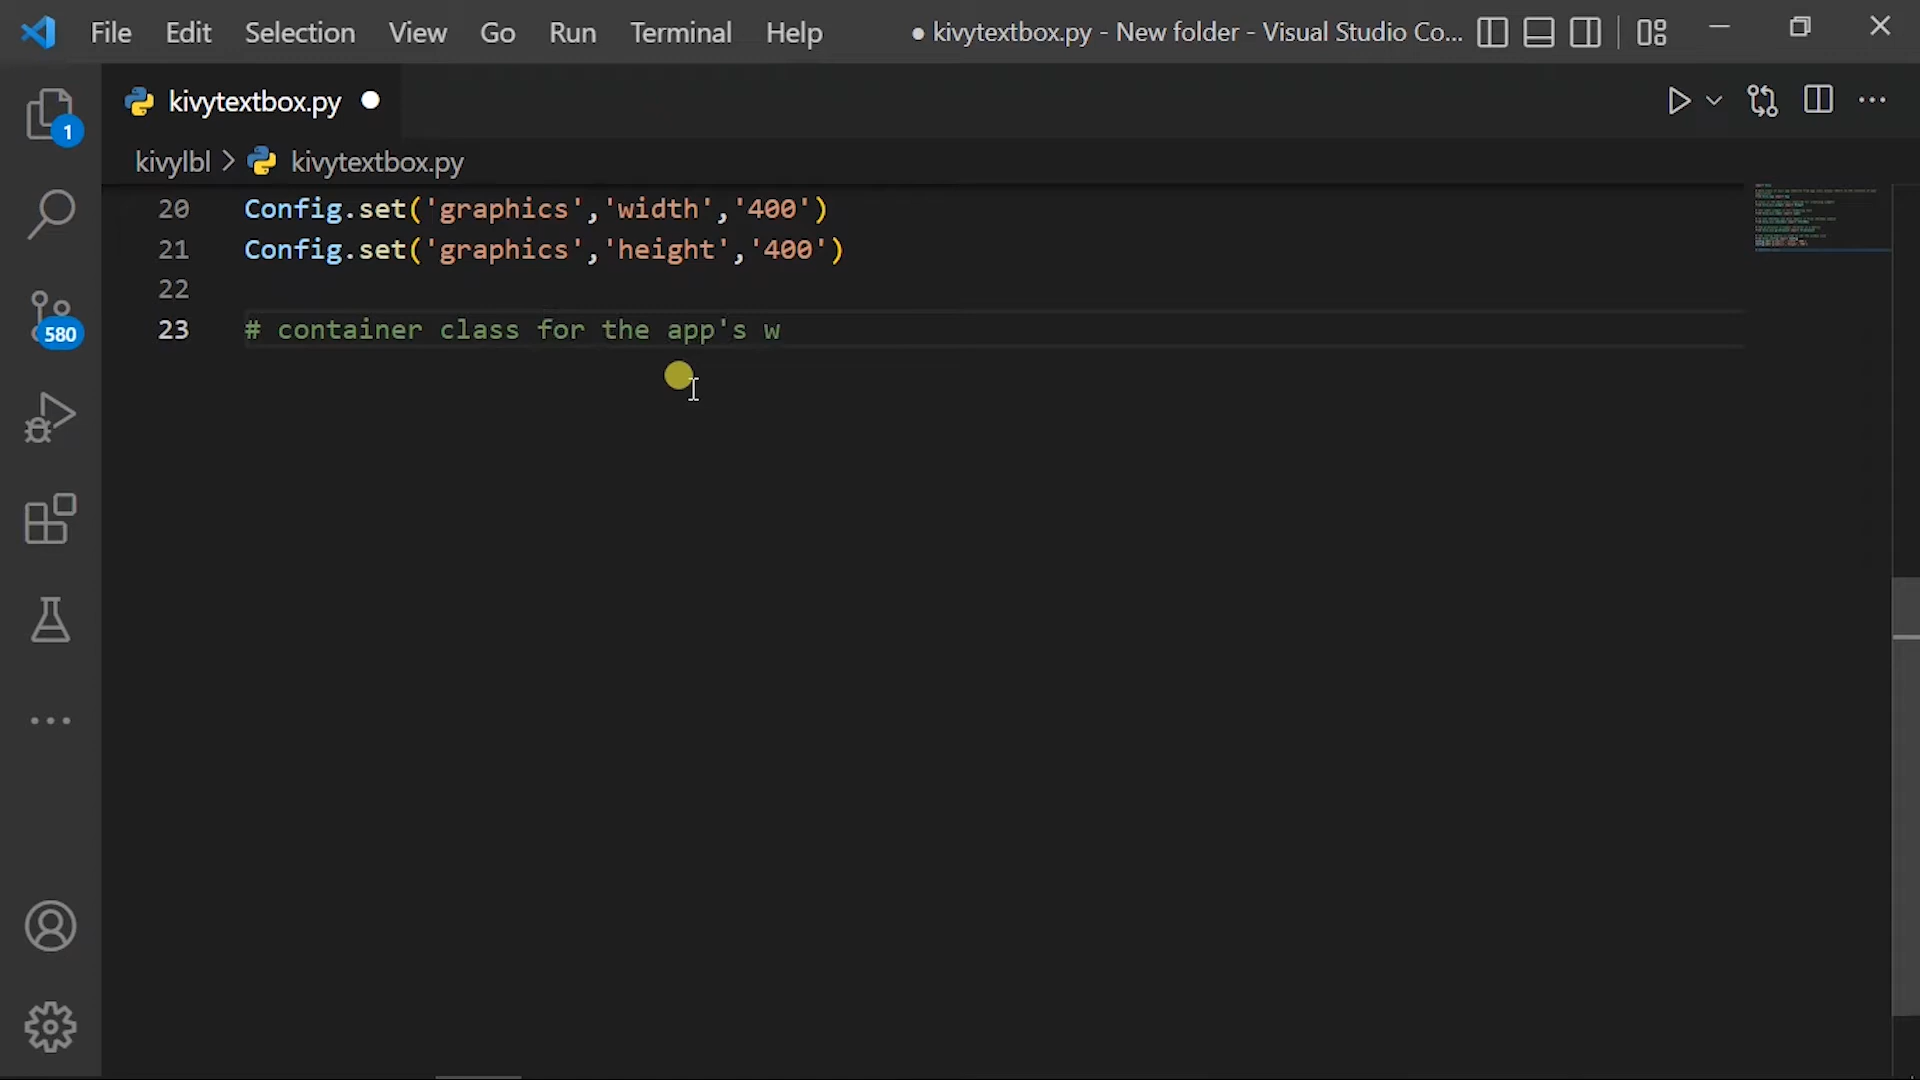 File Edit Selection View Go Run Terminal Help ● kivytextbox.py - New folder - Visual Studio Co...
kivytextbox.py
kivylbl > kivytextbox.py
20 Config.set('graphics','width','400')
21 Config.set('graphics','height','400')
22
23 # container class for the app's w
1
580